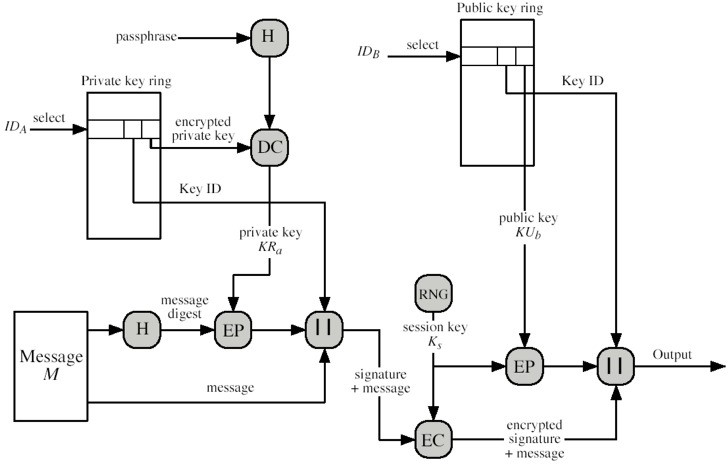 passphrase
H
Public key ring
ID_B
select
Private key ring
Key ID
ID_A
select
encrypted
private key
DC
Key ID
private key
KR_a
public key
KU_b
RNG
session key
K_s
Message
M
H
message
digest
EP
||
message
signature
+ message
EP
||
Output
EC
encrypted
signature
+ message